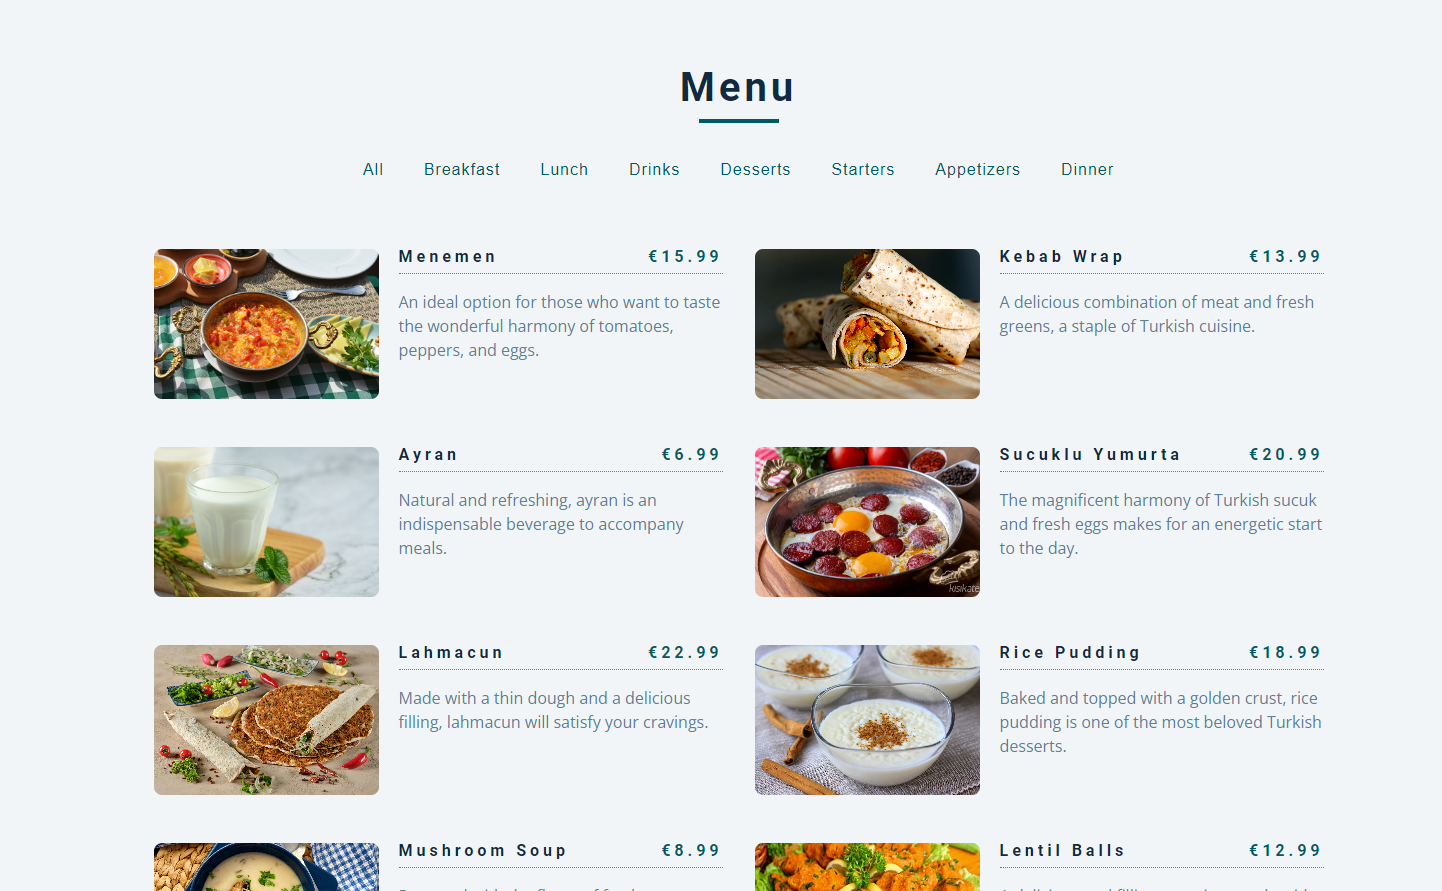 Menu
All Breakfast Lunch Drinks Desserts Starters Appetizers Dinner
Menemen €15.99
An ideal option for those who want to taste
the wonderful harmony of tomatoes,
peppers, and eggs.
Kebab Wrap €13.99
A delicious combination of meat and fresh
greens, a staple of Turkish cuisine.
Ayran €6.99
Natural and refreshing, ayran is an
indispensable beverage to accompany
meals.
Sucuklu Yumurta €20.99
The magnificent harmony of Turkish sucuk
and fresh eggs makes for an energetic start
to the day.
Lahmacun €22.99
Made with a thin dough and a delicious
filling, lahmacun will satisfy your cravings.
Rice Pudding €18.99
Baked and topped with a golden crust, rice
pudding is one of the most beloved Turkish
desserts.
Mushroom Soup €8.99
Lentil Balls €12.99